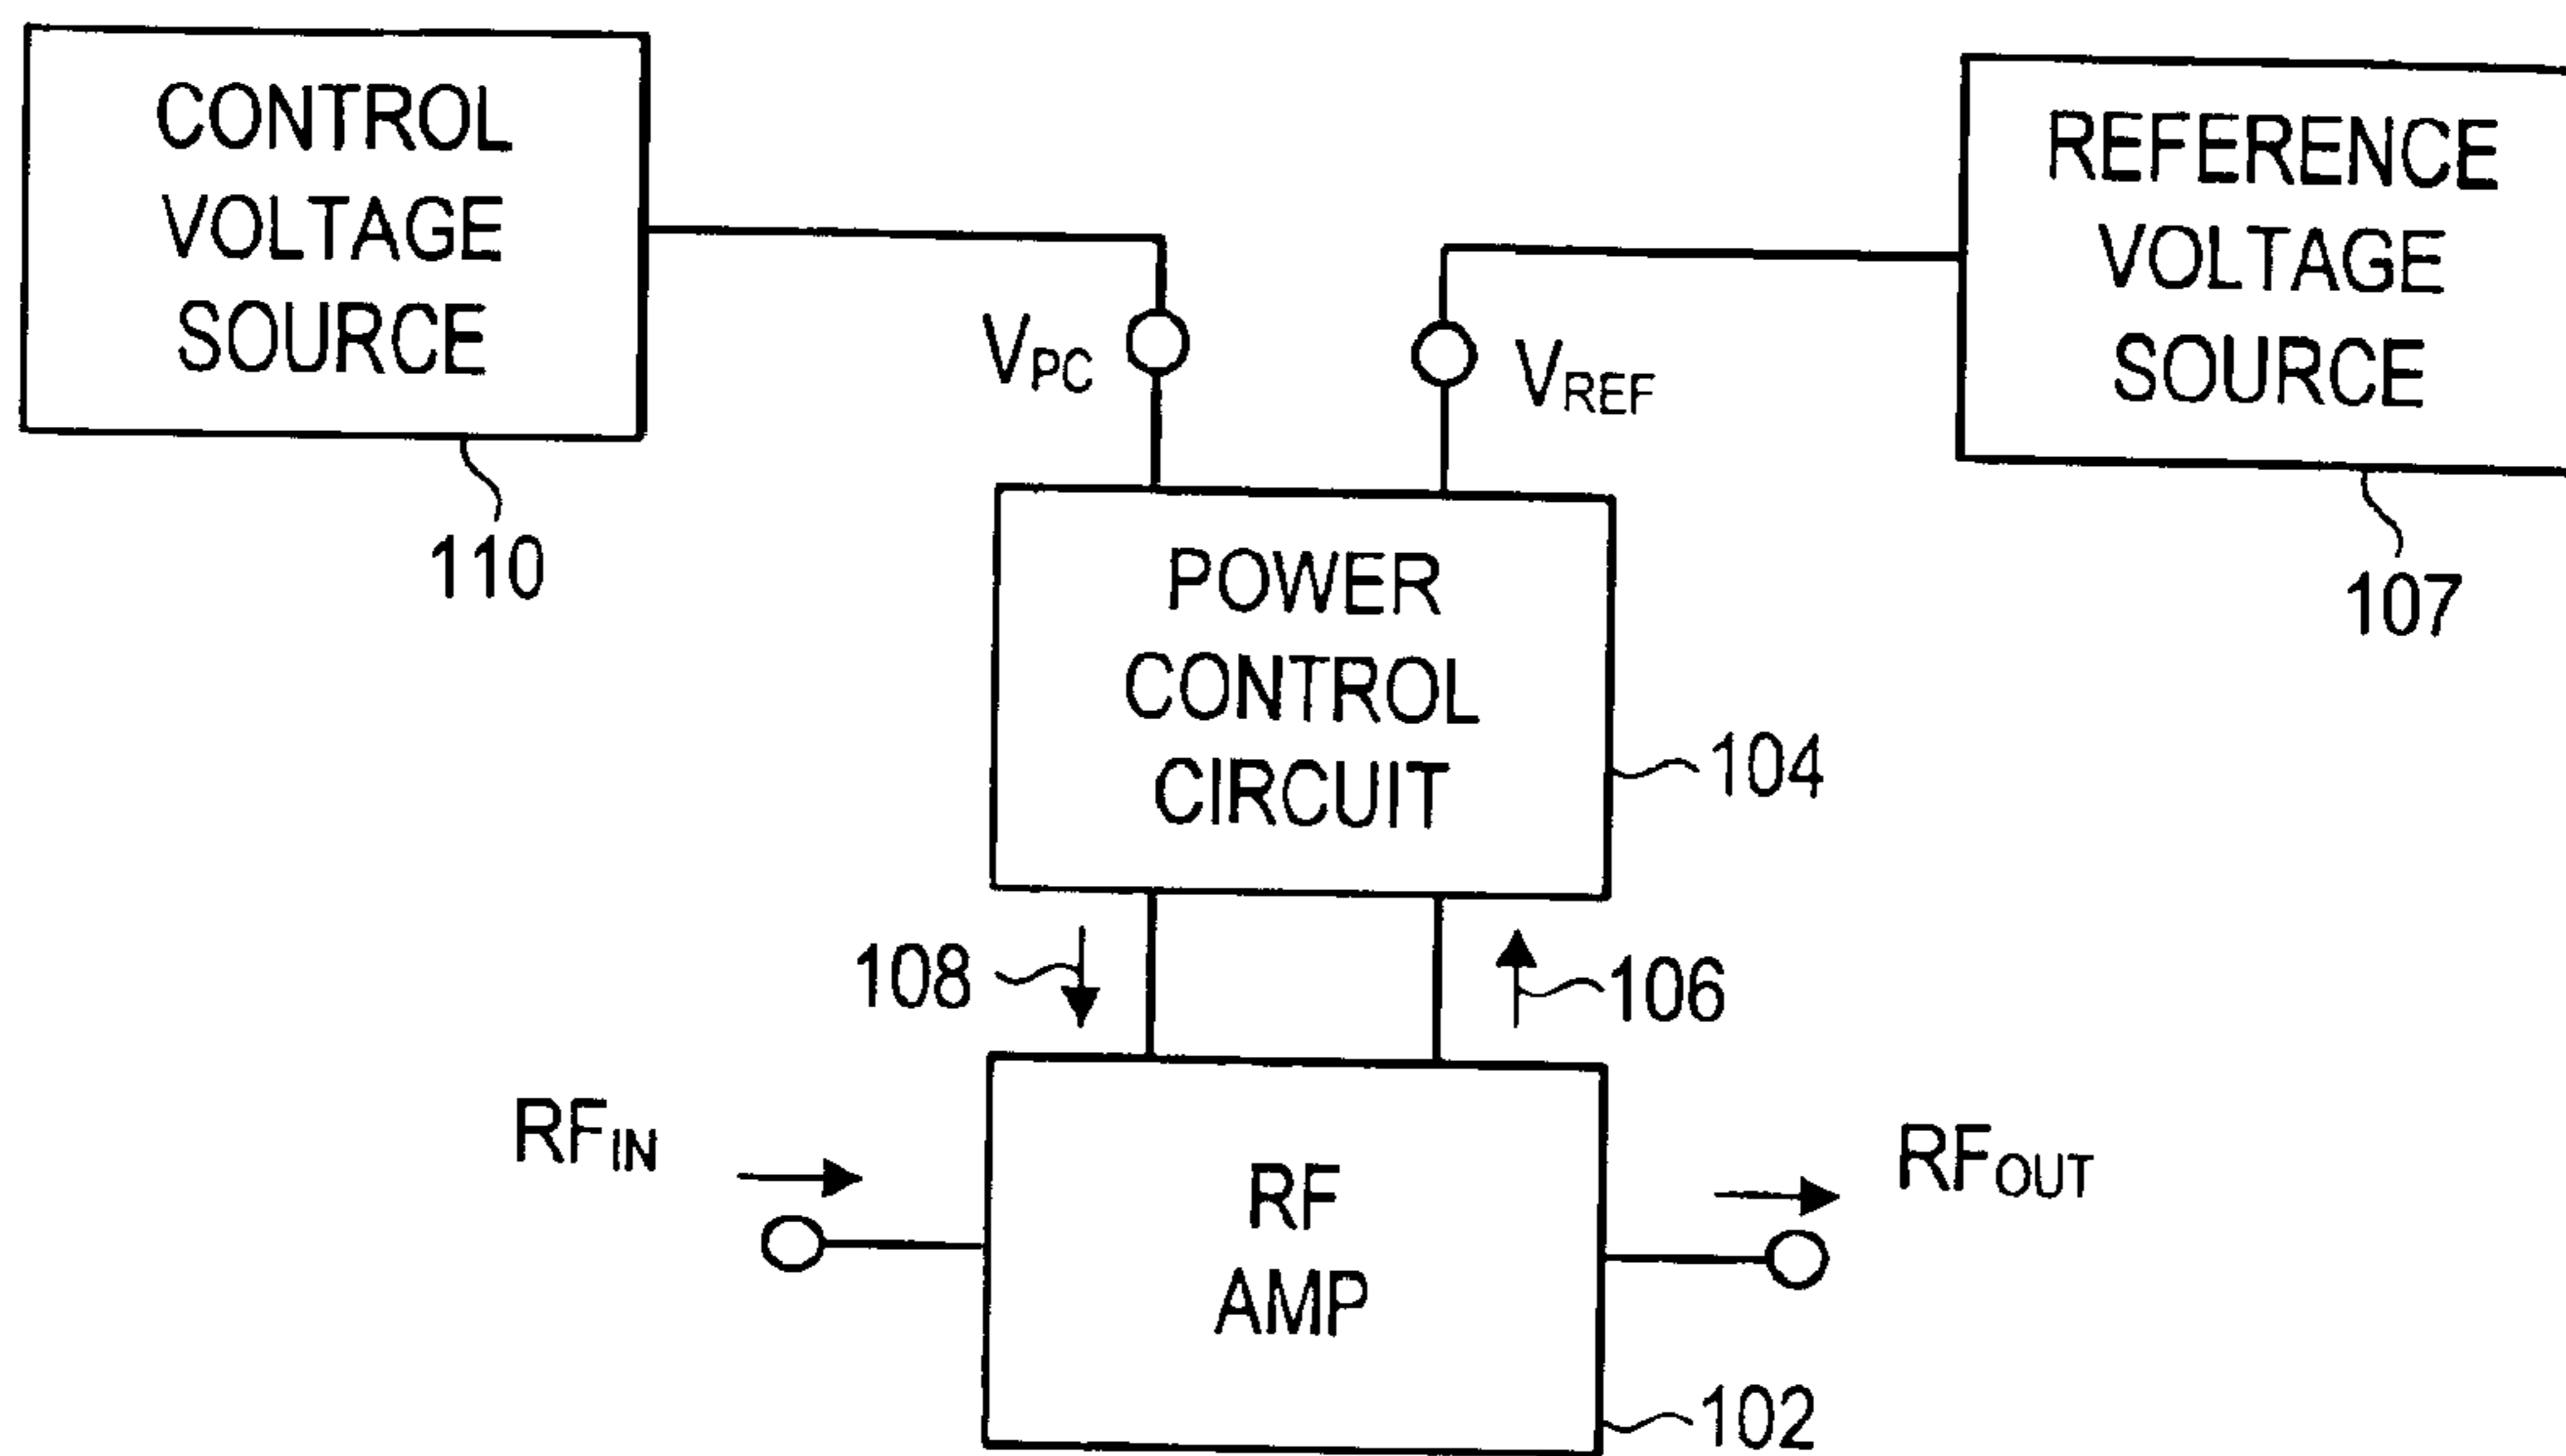 CONTROL
VOLTAGE
SOURCE
110
REFERENCE
VOLTAGE
SOURCE
107
VPC
VREF
POWER
CONTROL
CIRCUIT
104
108
106
RFIN
RF
AMP
RFOUT
102